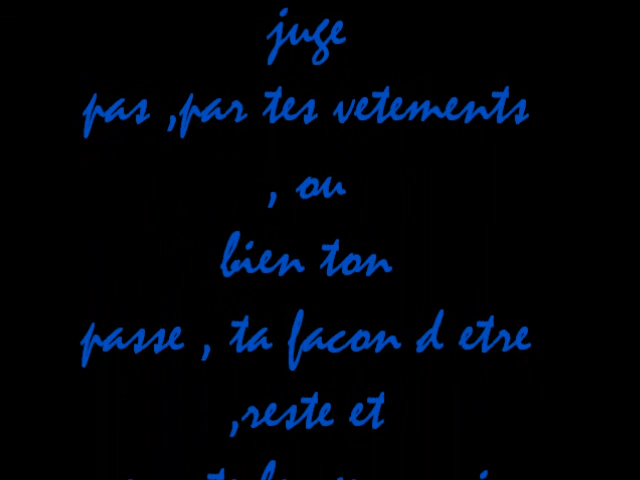 juge
pas ,par tes vetements
, ou
bien ton
passe , ta facon d etre
,reste et